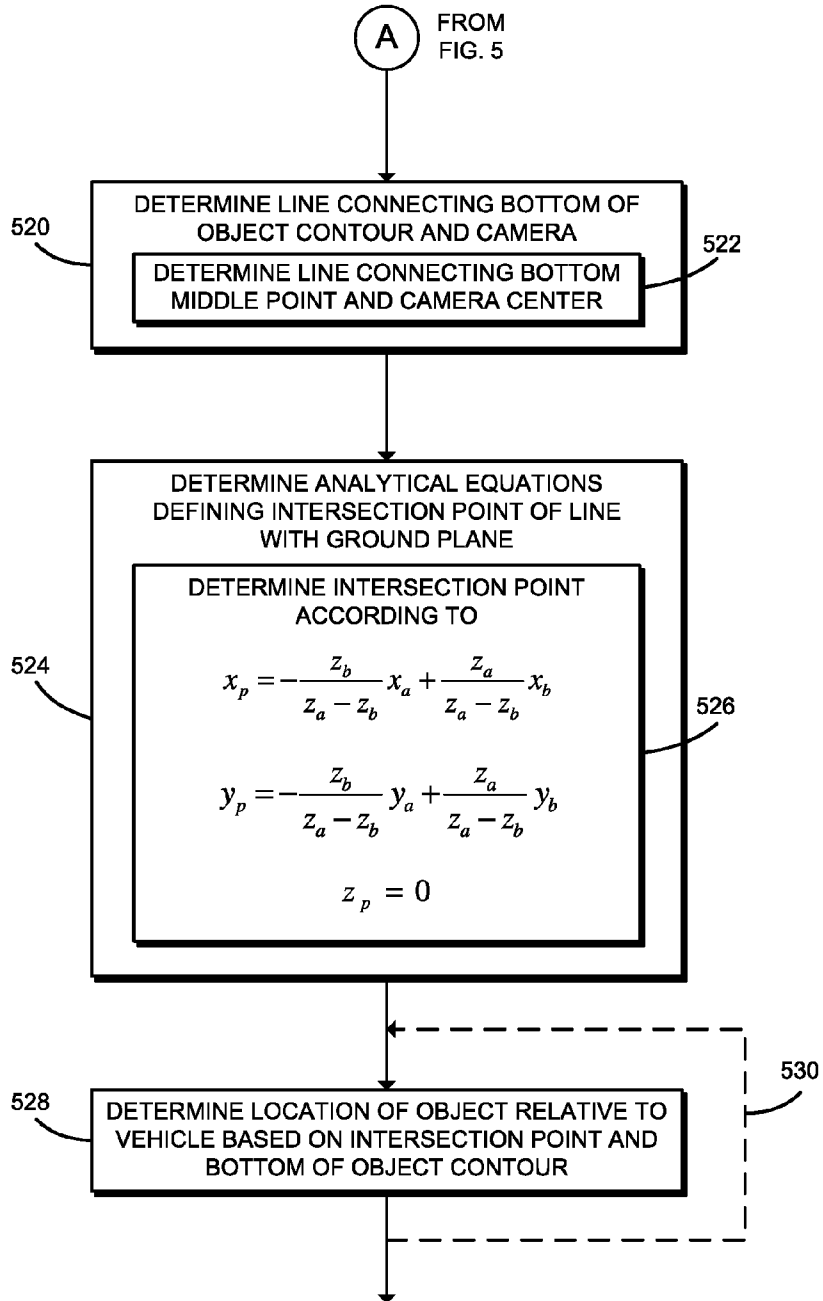 A
FROM
FIG. 5
520
DETERMINE LINE CONNECTING BOTTOM OF
OBJECT CONTOUR AND CAMERA
522
DETERMINE LINE CONNECTING BOTTOM
MIDDLE POINT AND CAMERA CENTER
524
DETERMINE ANALYTICAL EQUATIONS
DEFINING INTERSECTION POINT OF LINE
WITH GROUND PLANE
526
DETERMINE INTERSECTION POINT
ACCORDING TO
x_p = -\frac{z_b}{z_a - z_b} x_a + \frac{z_a}{z_a - z_b} x_b
y_p = -\frac{z_b}{z_a - z_b} y_a + \frac{z_a}{z_a - z_b} y_b
z_p = 0
530
528
DETERMINE LOCATION OF OBJECT RELATIVE TO
VEHICLE BASED ON INTERSECTION POINT AND
BOTTOM OF OBJECT CONTOUR